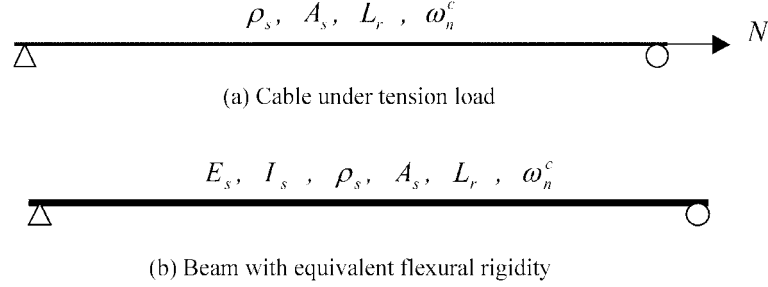 ρ_s, A_s, L_r , ω_n^c
N
(a) Cable under tension load
E_s, I_s , ρ_s, A_s, L_r , ω_n^c
(b) Beam with equivalent flexural rigidity